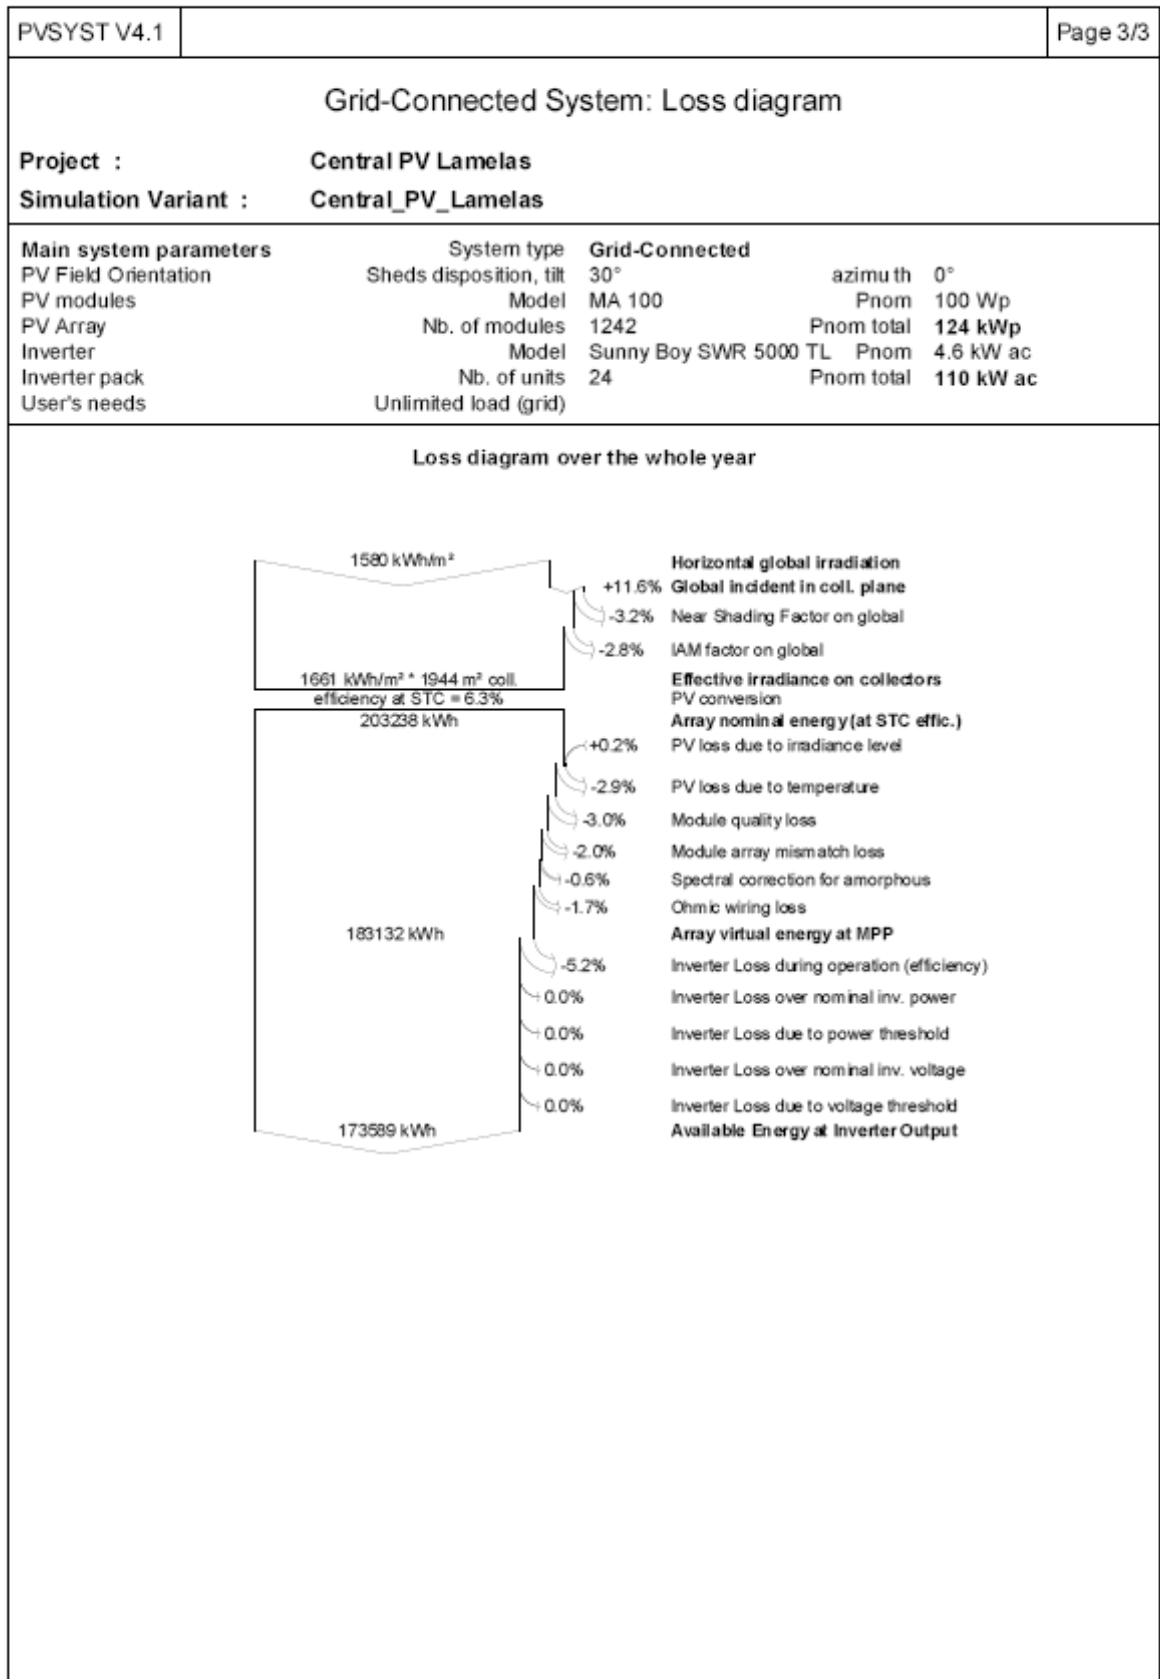 PVSYST V4.1 Page 3/3
Grid-Connected System: Loss diagram
Project : Central PV Lamelas
Simulation Variant : Central_PV_Lamelas
Main system parameters System type Grid-Connected
PV Field Orientation Sheds disposition, tilt 30° azimuth 0°
PV modules Model MA 100 Pnom 100 Wp
PV Array Nb. of modules 1242 Pnom total 124 kWp
Inverter Model Sunny Boy SWR 5000 TL Pnom 4.6 kW ac
Inverter pack Nb. of units 24 Pnom total 110 kW ac
User's needs Unlimited load (grid)
Loss diagram over the whole year
1580 kWh/m² Horizontal global irradiation
+11.6% Global incident in coll. plane
-3.2% Near Shading Factor on global
-2.8% IAM factor on global
1661 kWh/m² * 1944 m² coll. Effective irradiance on collectors
efficiency at STC = 6.3% PV conversion
203238 kWh Array nominal energy (at STC effic.)
+0.2% PV loss due to irradiance level
-2.9% PV loss due to temperature
-3.0% Module quality loss
-2.0% Module array mismatch loss
-0.6% Spectral correction for amorphous
-1.7% Ohmic wiring loss
183132 kWh Array virtual energy at MPP
-5.2% Inverter Loss during operation (efficiency)
0.0% Inverter Loss over nominal inv. power
0.0% Inverter Loss due to power threshold
0.0% Inverter Loss over nominal inv. voltage
0.0% Inverter Loss due to voltage threshold
173589 kWh Available Energy at Inverter Output